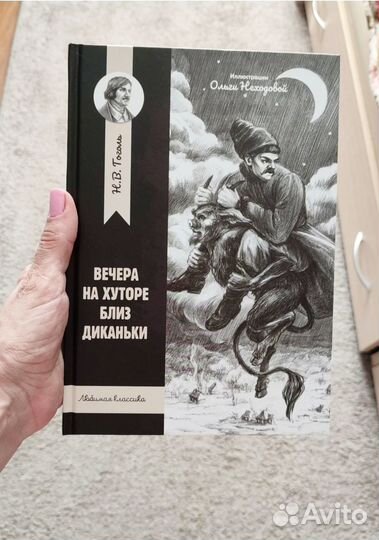 Н.В. Гоголь
ВЕЧЕРА
НА ХУТОРЕ
БЛИЗ
ДИКАНЬКИ
Любимая классика
Иллюстрации
Ольги Неходовой
Avito